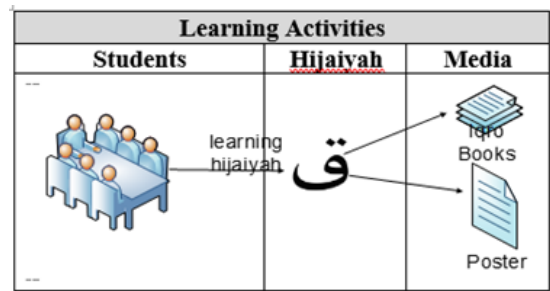 Learning Activities
Students Hijaiyah Media
learning
hijaiyah
ق
Iqro
Books
Poster